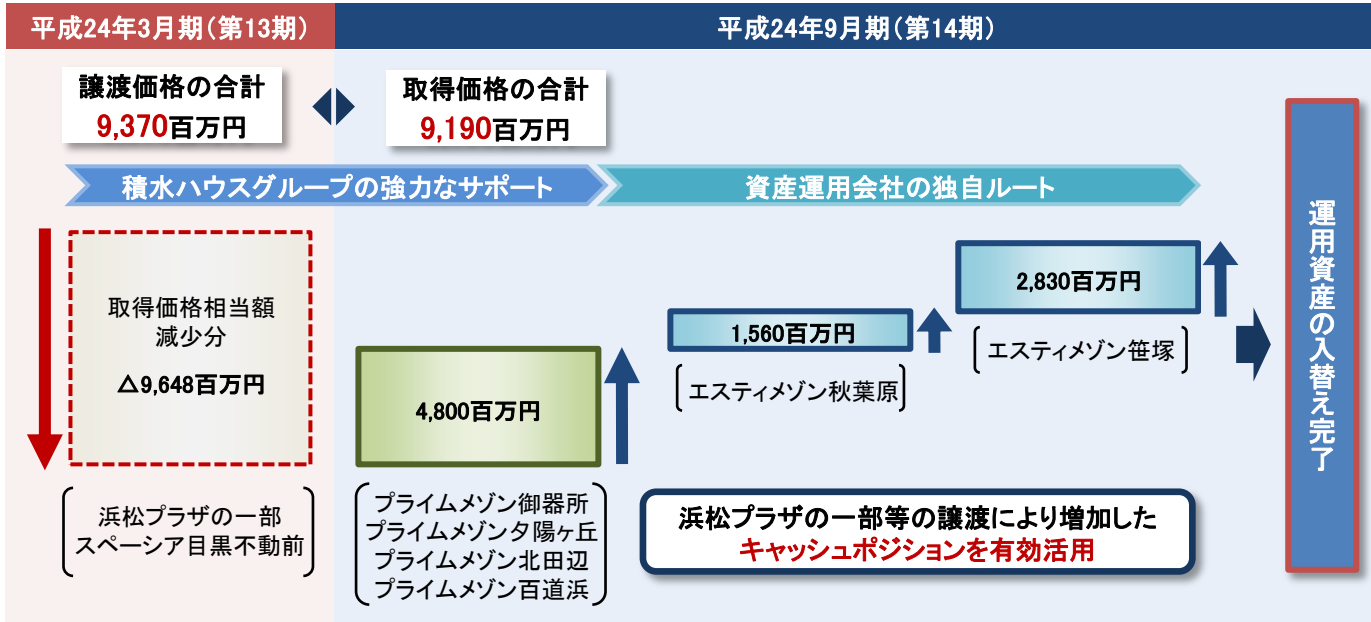 平成24年3月期(第13期)
平成24年9月期(第14期)
譲渡価格の合計
9,370百万円
取得価格の合計
9,190百万円
積水ハウスグループの強力なサポート
資産運用会社の独自ルート
取得価格相当額
減少分
△9,648百万円
浜松プラザの一部
スペーシア目黒不動前
4,800百万円
プライムメゾン御器所
プライムメゾン夕陽ヶ丘
プライムメゾン北田辺
プライムメゾン百道浜
1,560百万円
エスティメゾン秋葉原
2,830百万円
エスティメゾン笹塚
浜松プラザの一部等の譲渡により増加した
キャッシュポジションを有効活用
運用資産の入替え完了